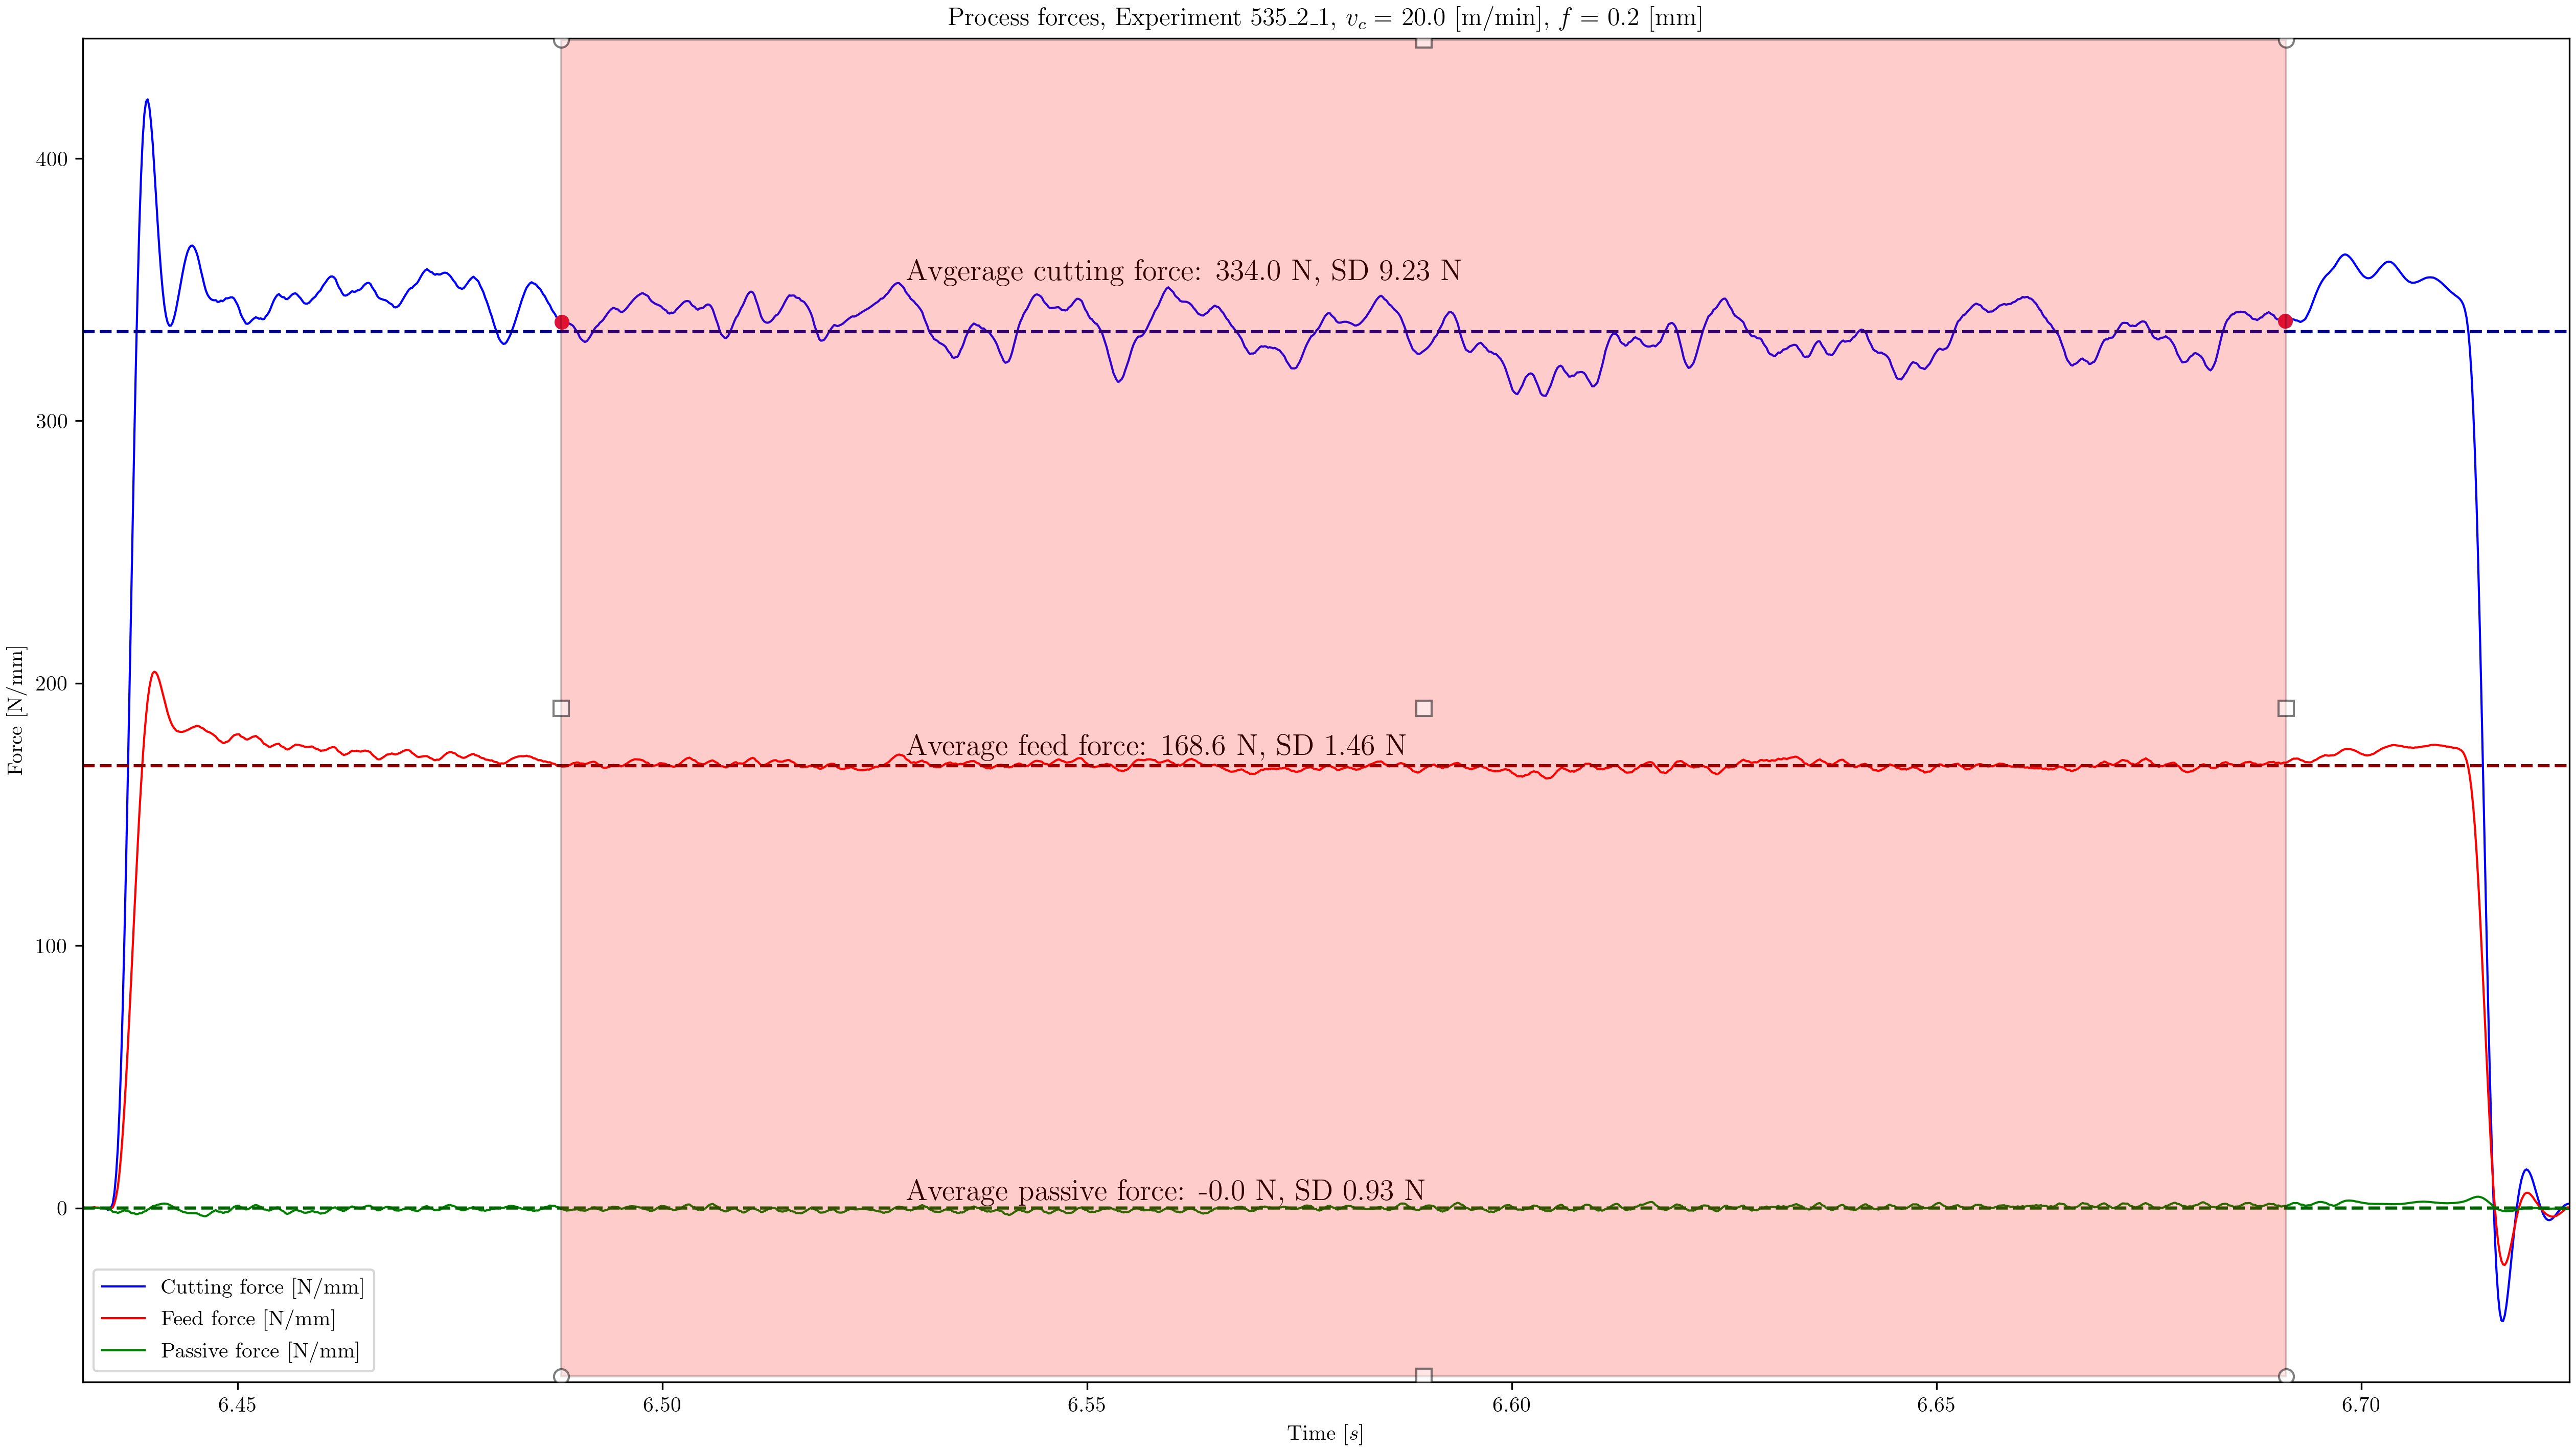 Process forces, Experiment 535_2_1, v_c = 20.0 [m/min], f = 0.2 [mm]
Force [N/mm]
400
300
200
100
0
Avgerage cutting force: 334.0 N, SD 9.23 N
Average feed force: 168.6 N, SD 1.46 N
Average passive force: -0.0 N, SD 0.93 N
Cutting force [N/mm]
Feed force [N/mm]
Passive force [N/mm]
6.45 6.50 6.55 6.60 6.65 6.70
Time [s]